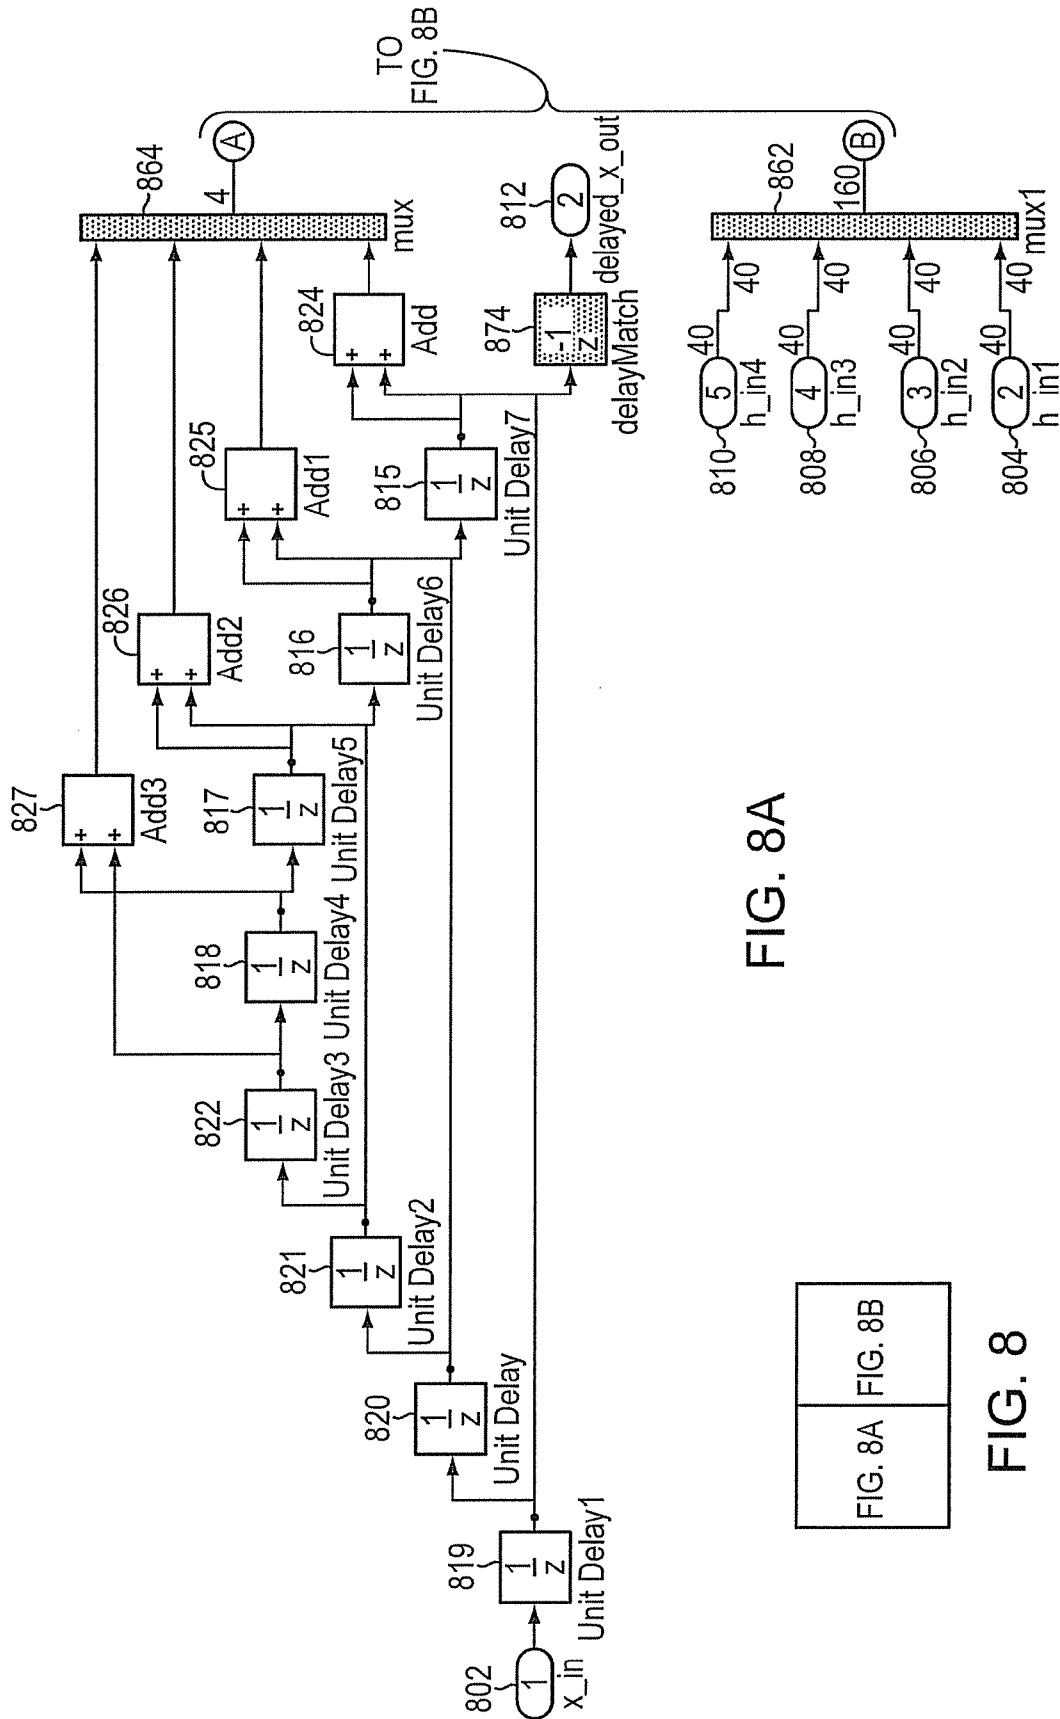 TO
FIG. 8B
A
864
4
mux
827
+
+
Add3
826
+
+
Add2
825
+
+
Add1
824
+
+
Add
822
1
z
Unit Delay3
818
1
z
Unit Delay4
817
1
z
Unit Delay5
816
1
z
Unit Delay6
815
1
z
Unit Delay7
821
1
z
Unit Delay2
820
1
z
Unit Delay
802
1
x_in
819
1
z
Unit Delay1
874
-1
z
delayMatch
812
2
delayed_x_out
810
5
h_in4
40
40
808
4
h_in3
40
40
806
3
h_in2
40
40
804
2
h_in1
40
40
862
160
mux1
B
FIG. 8A
FIG. 8A
FIG. 8B
FIG. 8